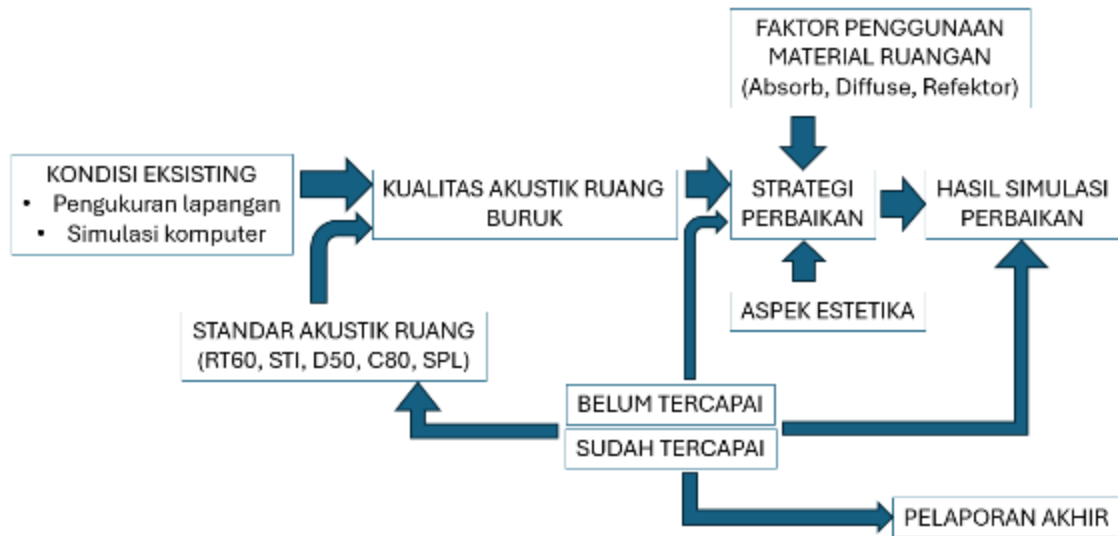 FAKTOR PENGGUNAAN
MATERIAL RUANGAN
(Absorb, Diffuse, Refektor)
KONDISI EKSISTING
• Pengukuran lapangan
• Simulasi komputer
KUALITAS AKUSTIK RUANG
BURUK
STRATEGI
PERBAIKAN
HASIL SIMULASI
PERBAIKAN
ASPEK ESTETIKA
STANDAR AKUSTIK RUANG
(RT60, STI, D50, C80, SPL)
BELUM TERCAPAI
SUDAH TERCAPAI
PELAPORAN AKHIR